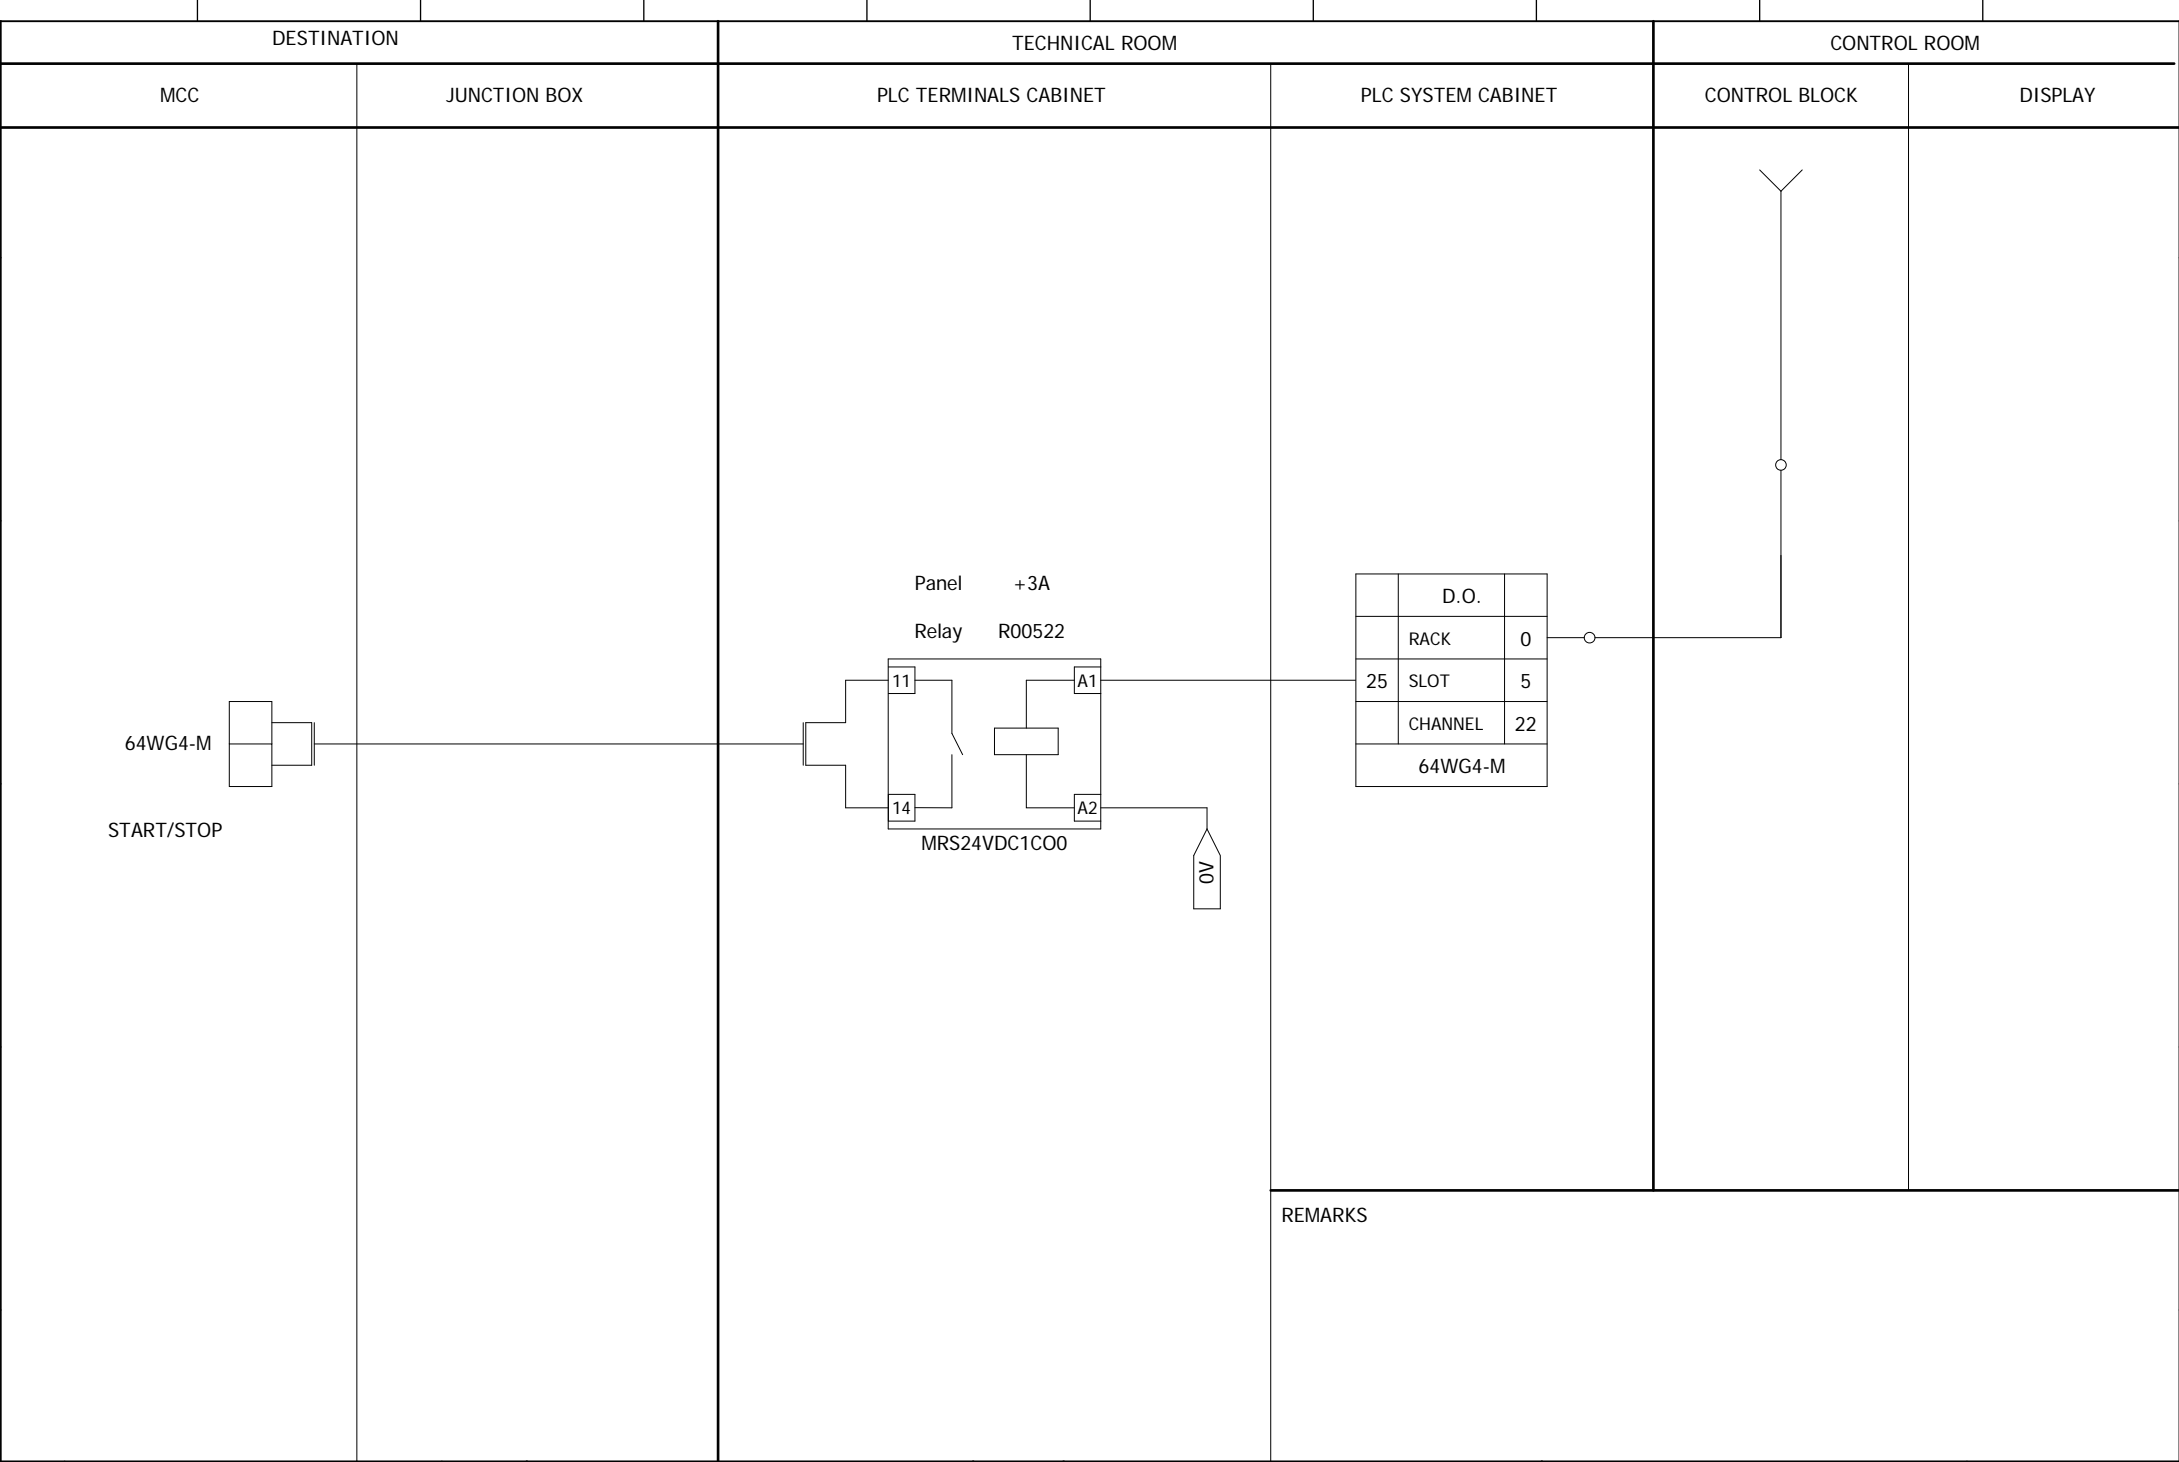 DESTINATION TECHNICAL ROOM CONTROL ROOM
MCC JUNCTION BOX PLC TERMINALS CABINET PLC SYSTEM CABINET CONTROL BLOCK DISPLAY
Panel +3A
Relay R00522
D.O.
RACK 0
11 A1 25 SLOT 5
CHANNEL 22
64WG4-M
64WG4-M
14 A2
START/STOP
MRS24VDC1CO0
0V
REMARKS